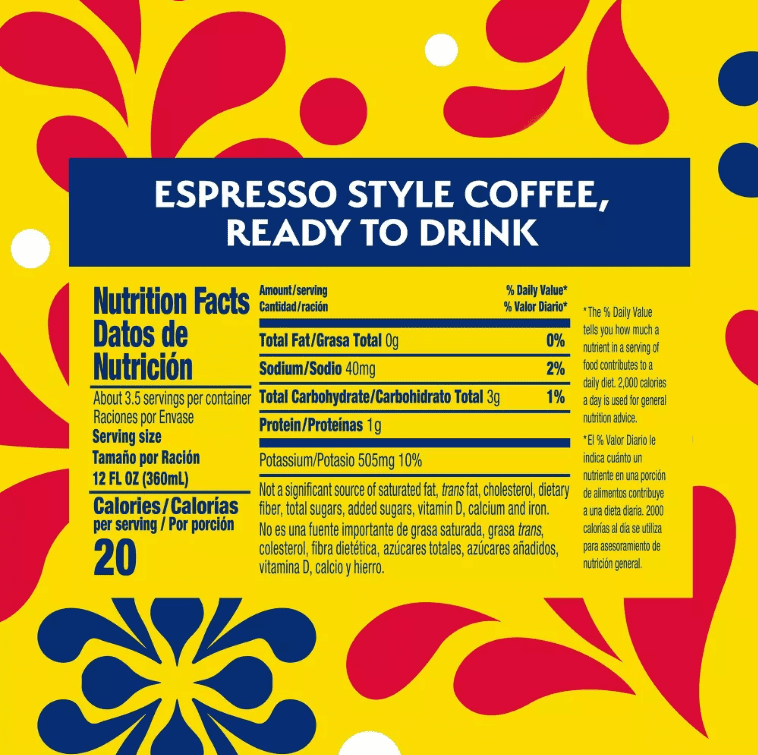 ESPRESSO STYLE COFFEE,
READY TO DRINK
Nutrition Facts
Datos de
Nutrición
About 3.5 servings per container
Raciones por Envase
Serving size
Tamaño por Ración
12 FL OZ (360mL)
Calories/Calorías
per serving / Por porción
20
Amount/serving % Daily Value*
Cantidad/ración % Valor Diario*
Total Fat/Grasa Total 0g 0%
Sodium/Sodio 40mg 2%
Total Carbohydrate/Carbohidrato Total 3g 1%
Protein/Proteínas 1g
Potassium/Potasio 505mg 10%
Not a significant source of saturated fat, trans fat, cholesterol, dietary
fiber, total sugars, added sugars, vitamin D, calcium and iron.
No es una fuente importante de grasa saturada, grasa trans,
colesterol, fibra dietética, azúcares totales, azúcares añadidos,
vitamina D, calcio y hierro.
*The % Daily Value
tells you how much a
nutrient in a serving of
food contributes to a
daily diet. 2,000 calories
a day is used for general
nutrition advice.
*El % Valor Diario le
indica cuánto un
nutriente en una porción
de alimentos contribuye
a una dieta diaria. 2000
calorías al día se utiliza
para asesoramiento de
nutrición general.